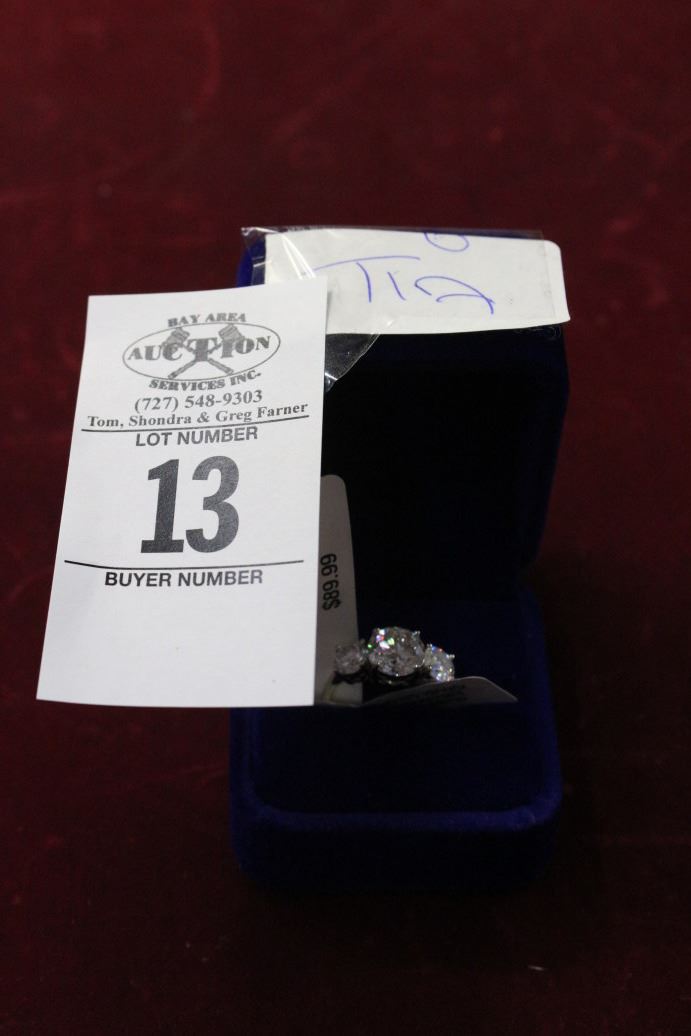 BAY AREA
AUCTION
SERVICES INC.
(727) 548-9303
Tom, Shondra & Greg Farner
LOT NUMBER
13
BUYER NUMBER
$89.99